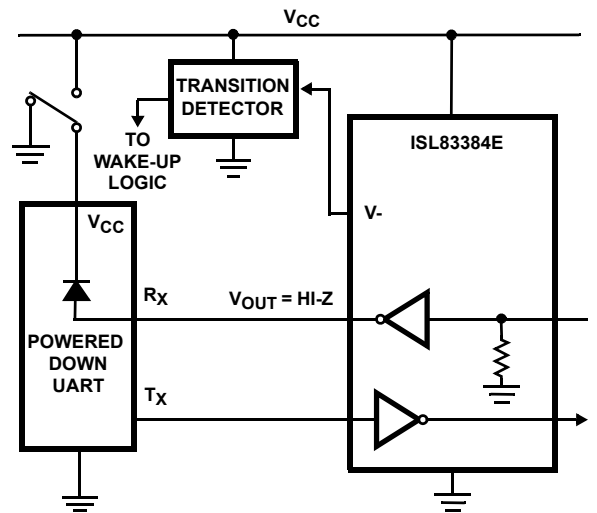 VCC
TRANSITION
DETECTOR
TO
WAKE-UP
LOGIC
ISL83384E
V-
VCC
RX
VOUT = HI-Z
POWERED
DOWN
UART
TX